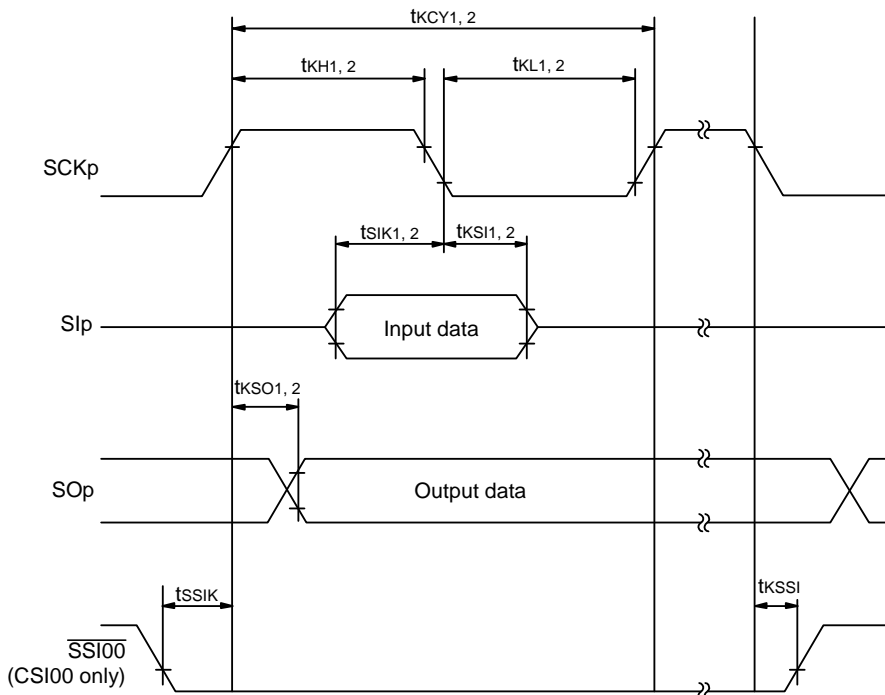 tKCY1, 2
tKH1, 2
tKL1, 2
SCKp
tSIK1, 2
tKSI1, 2
SIp
Input data
tKSO1, 2
SOp
Output data
tSSIK
tKSSI
SSI00
(CSI00 only)